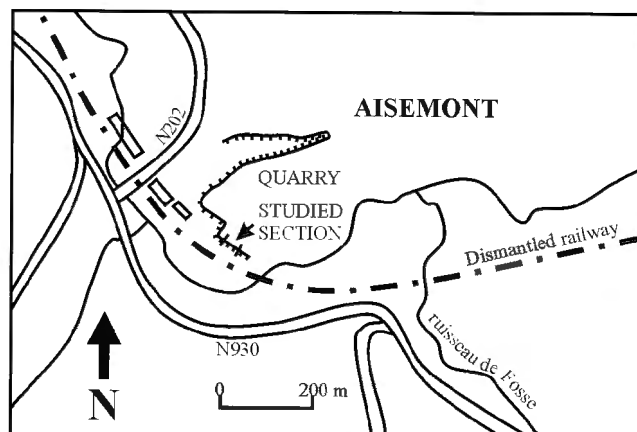 AISEMONT
N202
QUARRY
STUDIED
SECTION
Dismantled railway
N930
ruisseau de Fosse
N
0 200 m